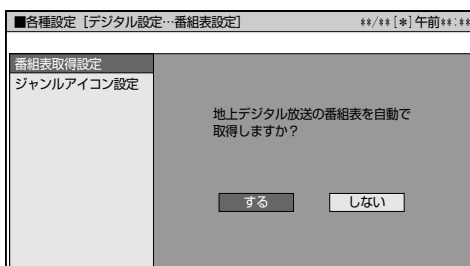 ■各種設定［デジタル設定…番組表設定］ **/**[*]午前**:**
番組表取得設定
ジャンルアイコン設定
地上デジタル放送の番組表を自動で
取得しますか？
する しない